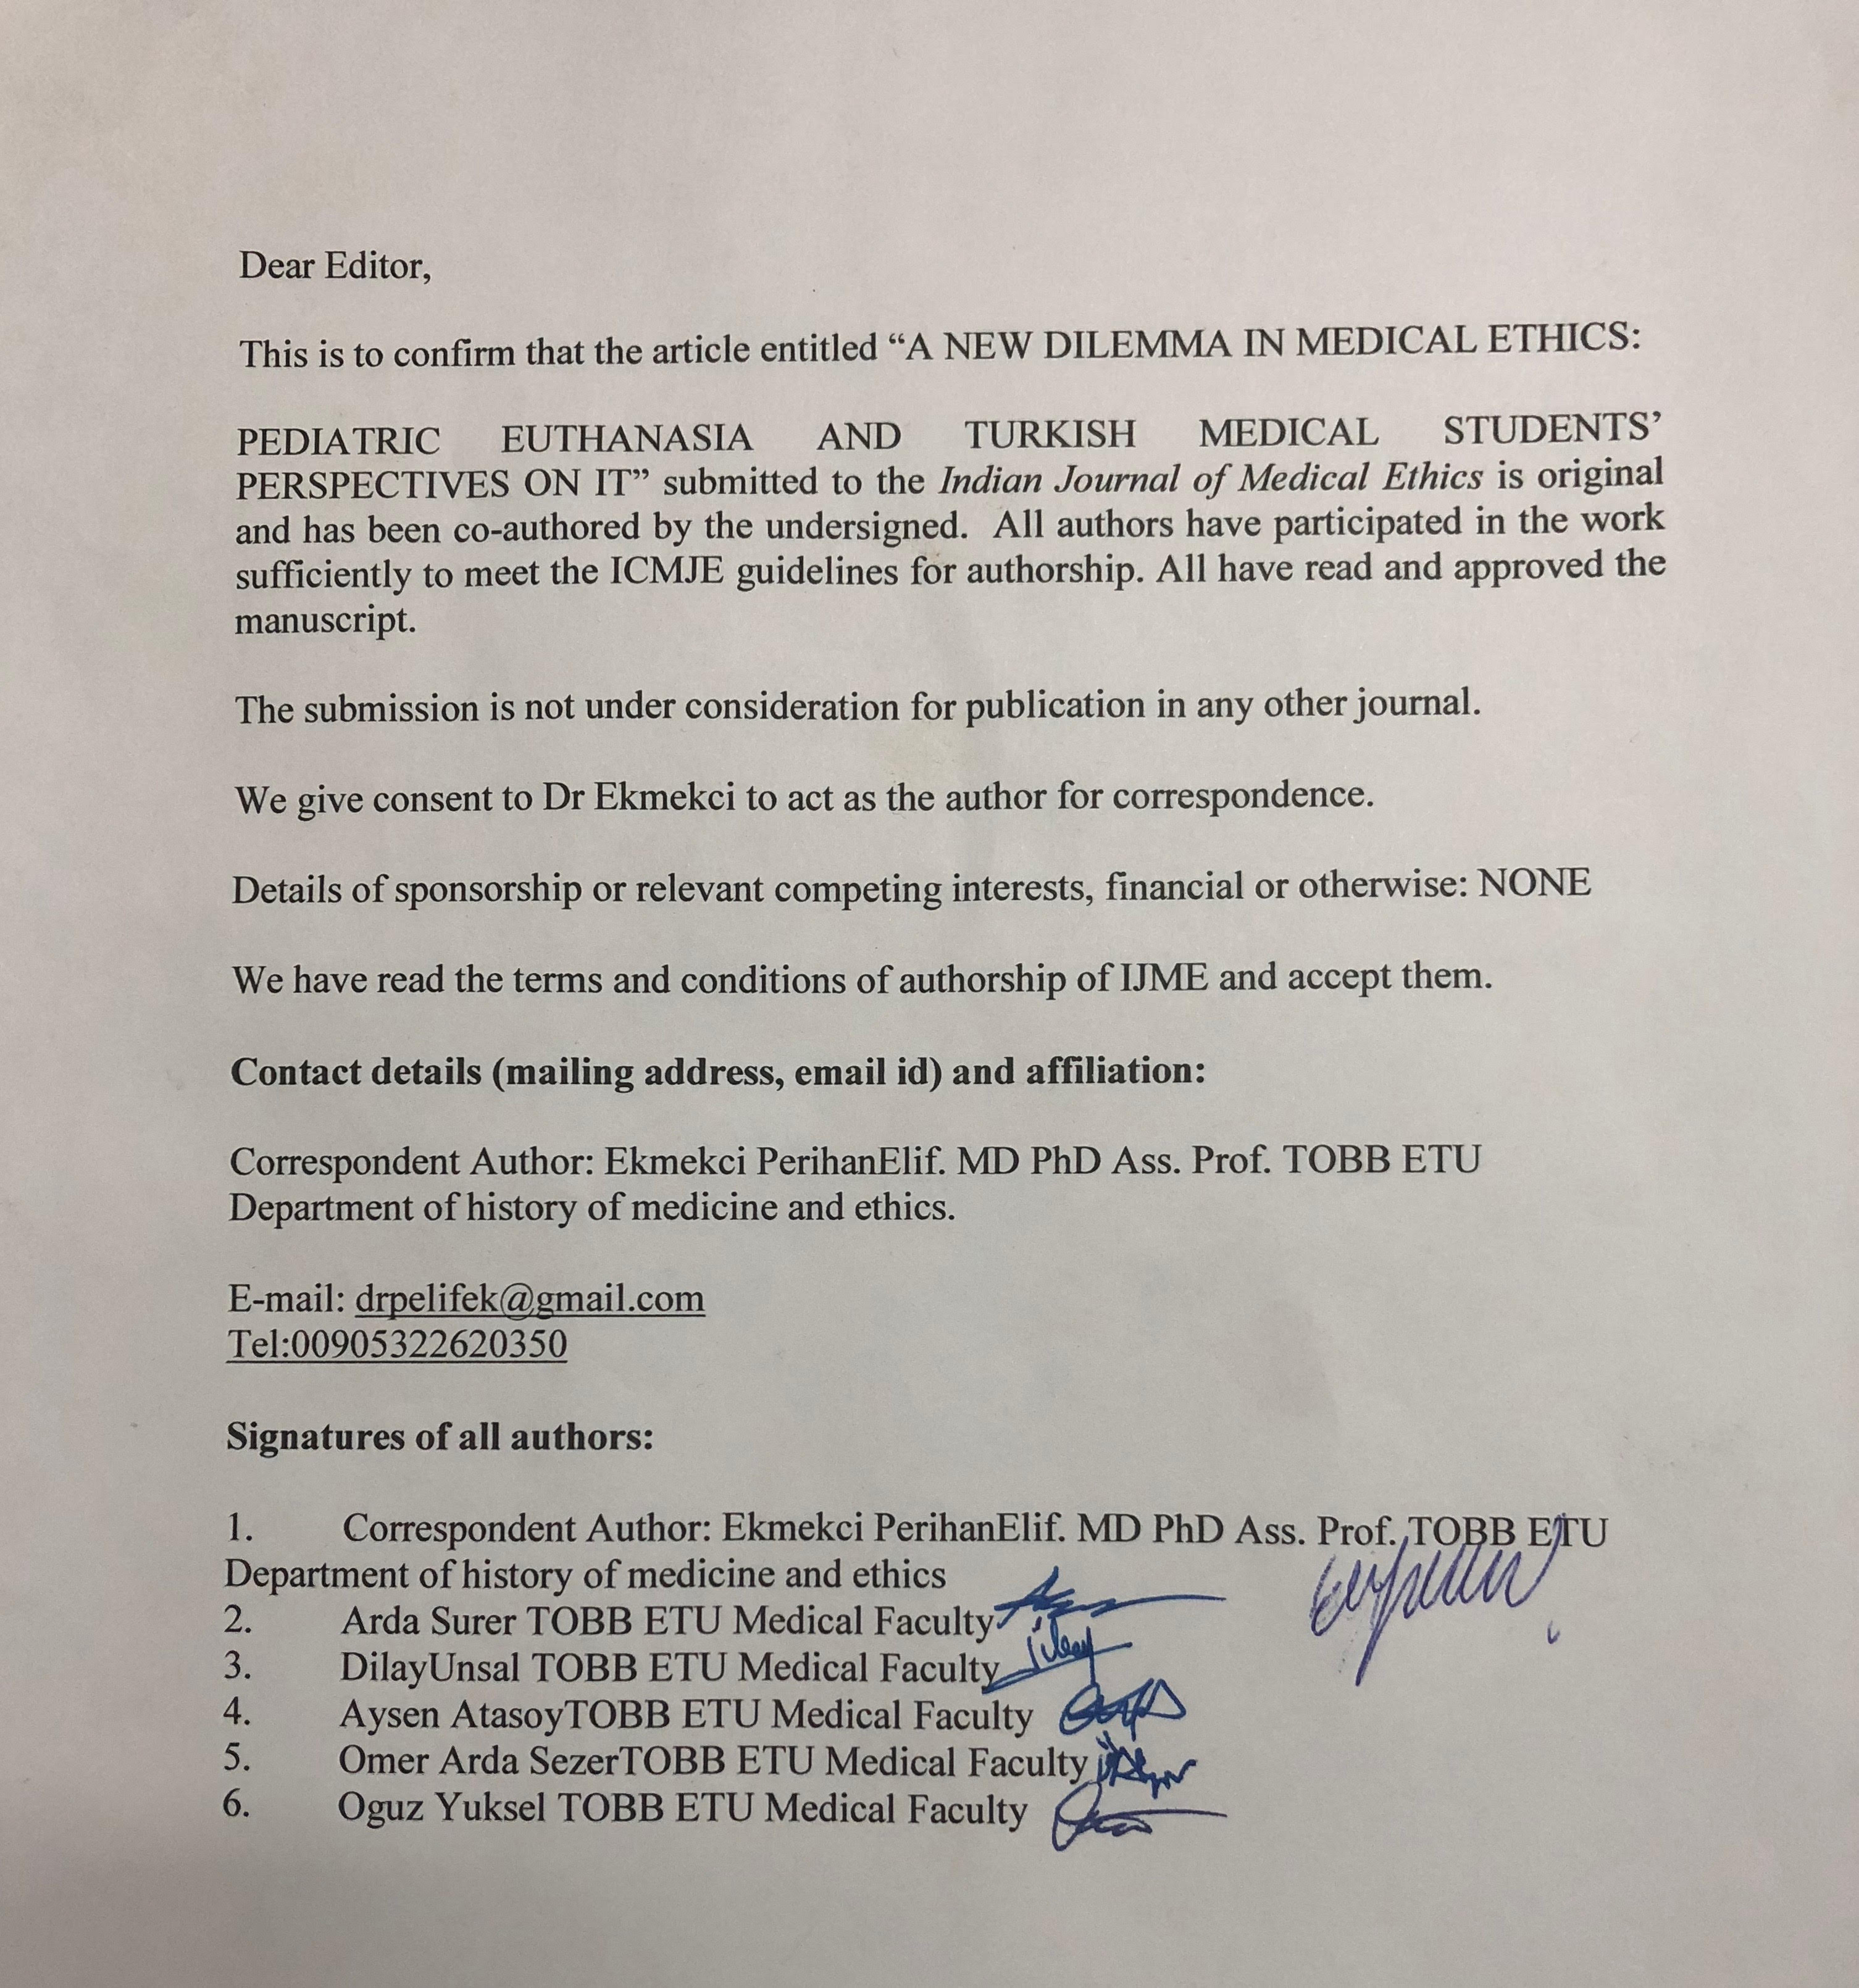 Dear Editor,
This is to confirm that the article entitled “A NEW DILEMMA IN MEDICAL ETHICS:
PEDIATRIC EUTHANASIA AND TURKISH MEDICAL STUDENTS’
PERSPECTIVES ON IT” submitted to the Indian Journal of Medical Ethics is original
and has been co-authored by the undersigned. All authors have participated in the work
sufficiently to meet the ICMJE guidelines for authorship. All have read and approved the
manuscript.
The submission is not under consideration for publication in any other journal.
We give consent to Dr Ekmekci to act as the author for correspondence.
Details of sponsorship or relevant competing interests, financial or otherwise: NONE
We have read the terms and conditions of authorship of IJME and accept them.
Contact details (mailing address, email id) and affiliation:
Correspondent Author: Ekmekci PerihanElif. MD PhD Ass. Prof. TOBB ETU
Department of history of medicine and ethics.
E-mail: drpelifek@gmail.com
Tel:00905322620350
Signatures of all authors:
1. Correspondent Author: Ekmekci PerihanElif. MD PhD Ass. Prof. TOBB ETU
Department of history of medicine and ethics
2. Arda Surer TOBB ETU Medical Faculty
3. DilayUnsal TOBB ETU Medical Faculty
4. Aysen AtasoyTOBB ETU Medical Faculty
5. Omer Arda SezerTOBB ETU Medical Faculty
6. Oguz Yuksel TOBB ETU Medical Faculty